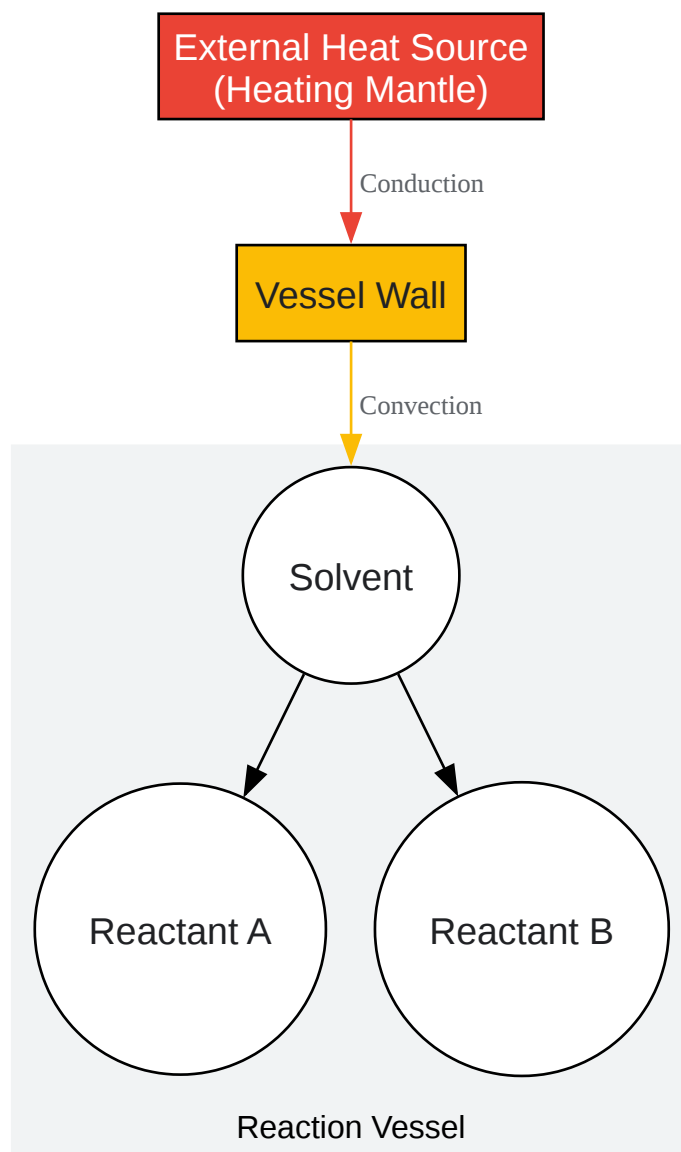 External Heat Source
(Heating Mantle)
Conduction
Vessel Wall
Convection
Solvent
Reactant A
Reactant B
Reaction Vessel